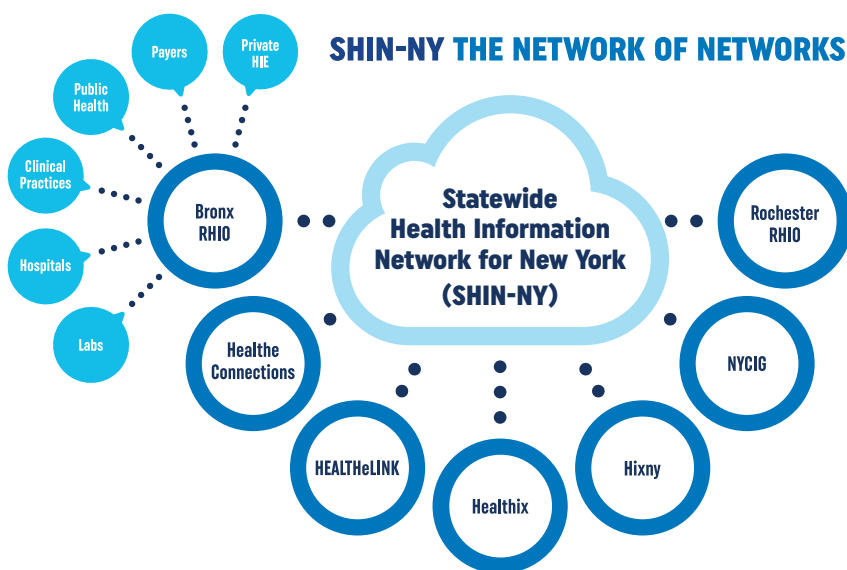 SHIN-NY THE NETWORK OF NETWORKS
Payers
Private
HIE
Public
Health
Clinical
Practices
Hospitals
Labs
Bronx
RHIO
Statewide
Health Information
Network for New York
(SHIN-NY)
Rochester
RHIO
Healthe
Connections
NYCIG
HEALTHeLINK
Healthix
Hixny